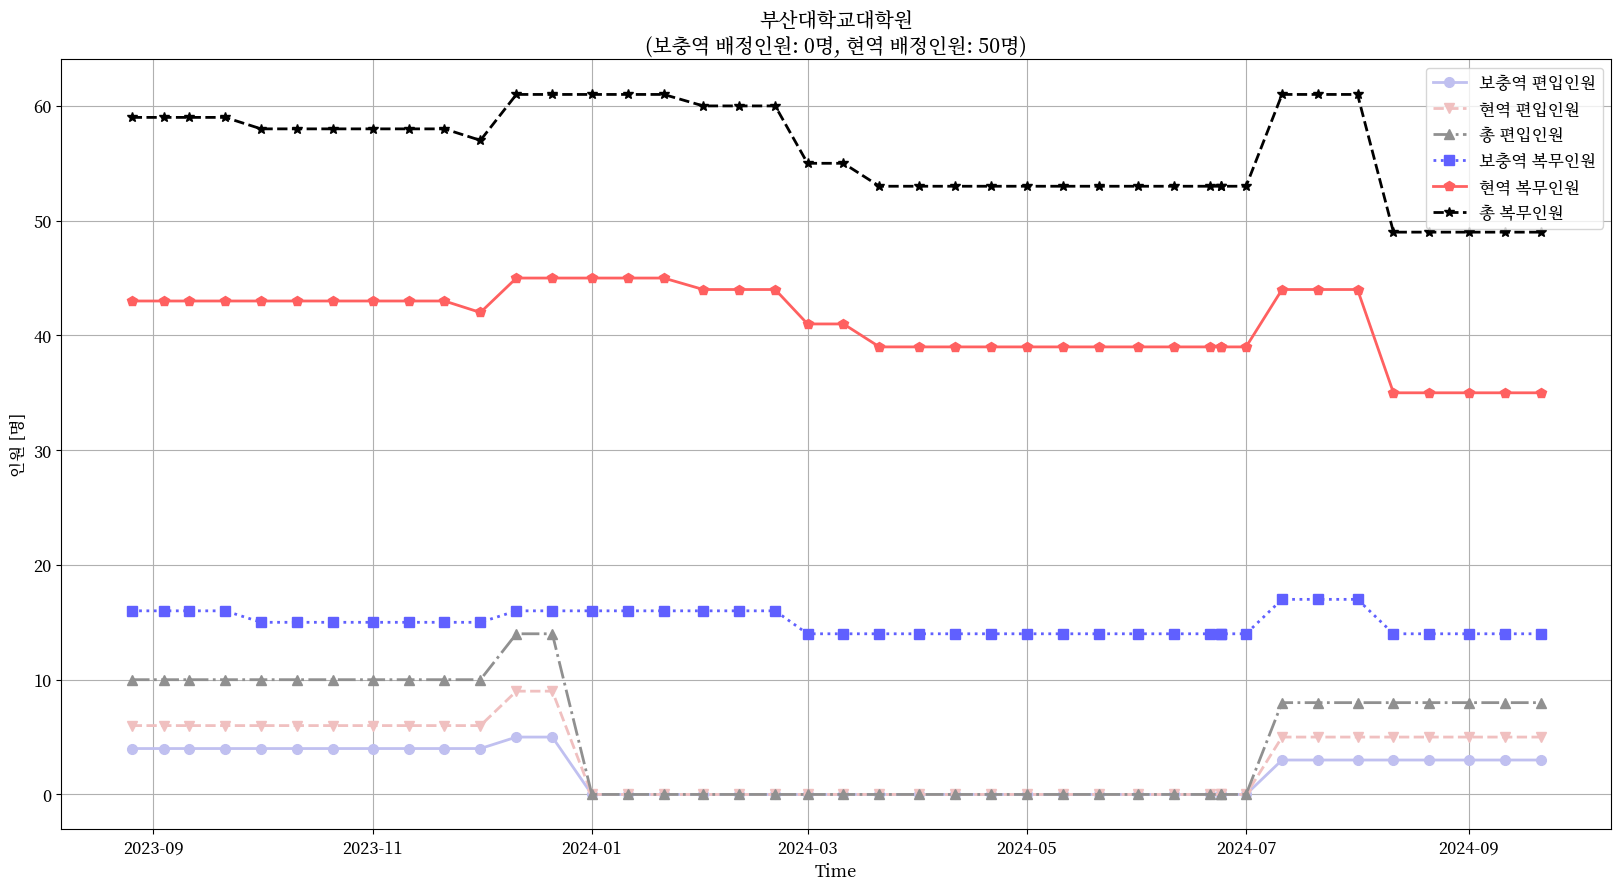 부산대학교대학원
(보충역 배정인원: 0명, 현역 배정인원: 50명)
보충역 편입인원
현역 편입인원
총 편입인원
보충역 복무인원
현역 복무인원
총 복무인원
인원 [명]
60
50
40
30
20
10
0
2023-09
2023-11
2024-01
2024-03
2024-05
2024-07
2024-09
Time